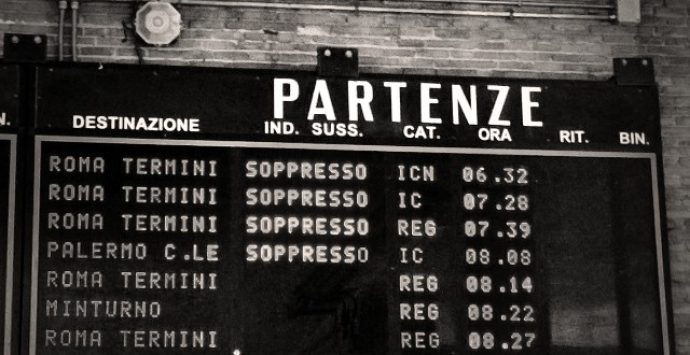 PARTENZE
N. DESTINAZIONE IND. SUSS. CAT. ORA RIT. BIN.
ROMA TERMINI SOPPRESSO ICN 06.32
ROMA TERMINI SOPPRESSO IC 07.28
ROMA TERMINI SOPPRESSO REG 07.39
PALERMO C.LE SOPPRESSO IC 08.08
ROMA TERMINI REG 08.14
MINTURNO REG 08.22
ROMA TERMINI REG 08.27